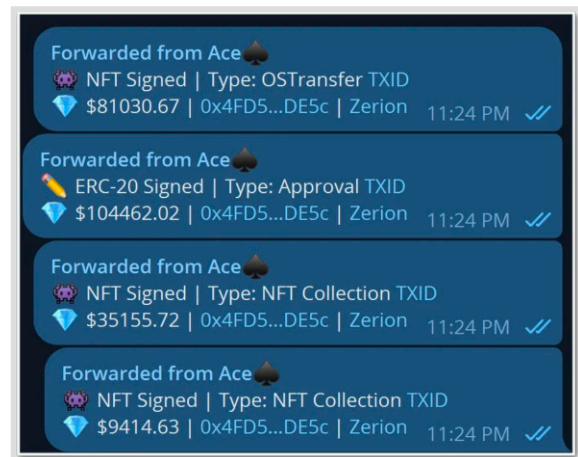 Forwarded from Ace♠️
👾 NFT Signed | Type: OSTransfer TXID
💎 $81030.67 | 0x4FD5...DE5c | Zerion 11:24 PM
Forwarded from Ace♠️
✏️ ERC-20 Signed | Type: Approval TXID
💎 $104462.02 | 0x4FD5...DE5c | Zerion 11:24 PM
Forwarded from Ace♠️
👾 NFT Signed | Type: NFT Collection TXID
💎 $35155.72 | 0x4FD5...DE5c | Zerion 11:24 PM
Forwarded from Ace♠️
👾 NFT Signed | Type: NFT Collection TXID
💎 $9414.63 | 0x4FD5...DE5c | Zerion 11:24 PM